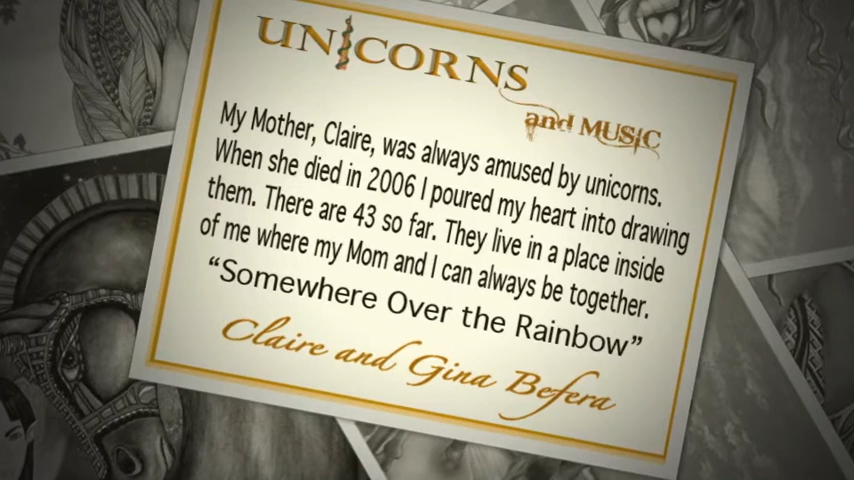 UNICORNS
and MUSIC
My Mother, Claire, was always amused by unicorns.
When she died in 2006 I poured my heart into drawing
them. There are 43 so far. They live in a place inside
of me where my Mom and I can always be together.
“Somewhere Over the Rainbow”
Claire and Gina Befera